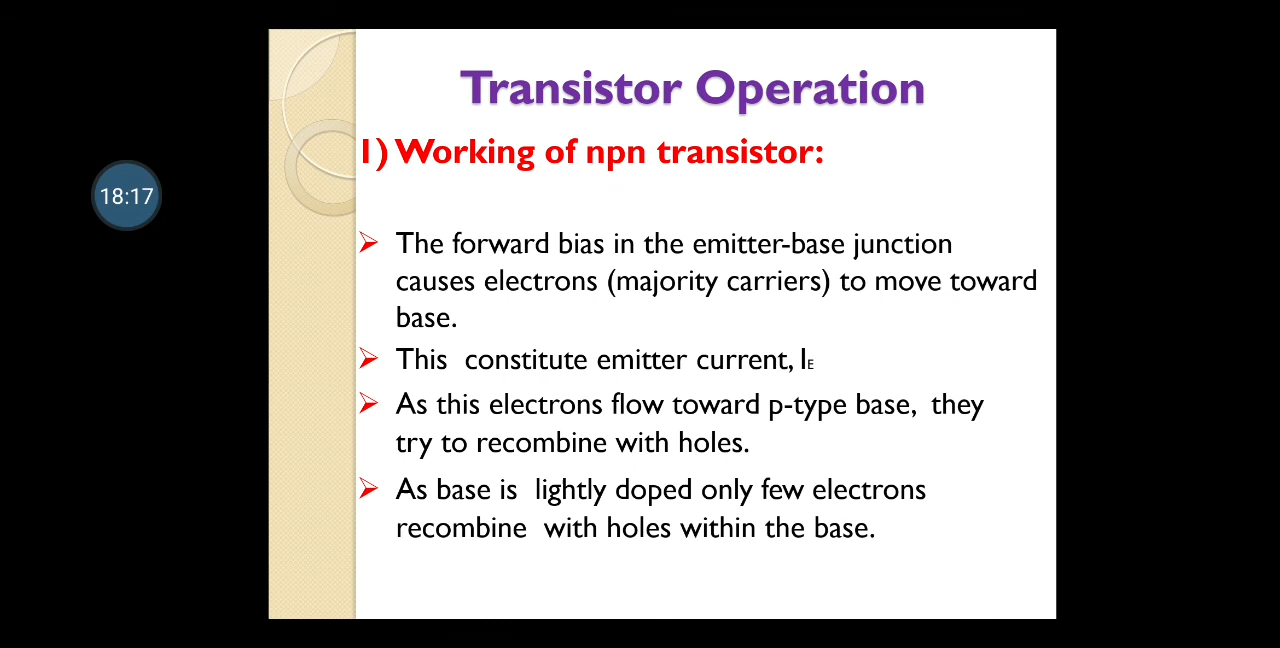 Transistor Operation
1) Working of npn transistor:
18:17
The forward bias in the emitter-base junction
causes electrons (majority carriers) to move toward
base.
This constitute emitter current, IE
As this electrons flow toward p-type base, they
try to recombine with holes.
As base is lightly doped only few electrons
recombine with holes within the base.